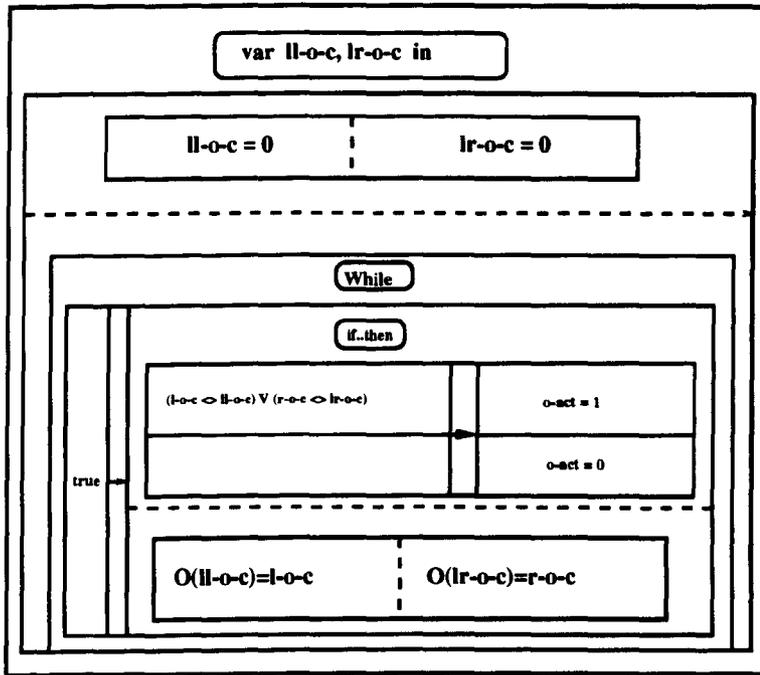 var ll-o-c, lr-o-c in
ll-o-c = 0 lr-o-c = 0
While
if..then
(l-o-c <> ll-o-c) V (r-o-c <> lr-o-c) o-act = 1
o-act = 0
true
O(ll-o-c)=l-o-c O(lr-o-c)=r-o-c